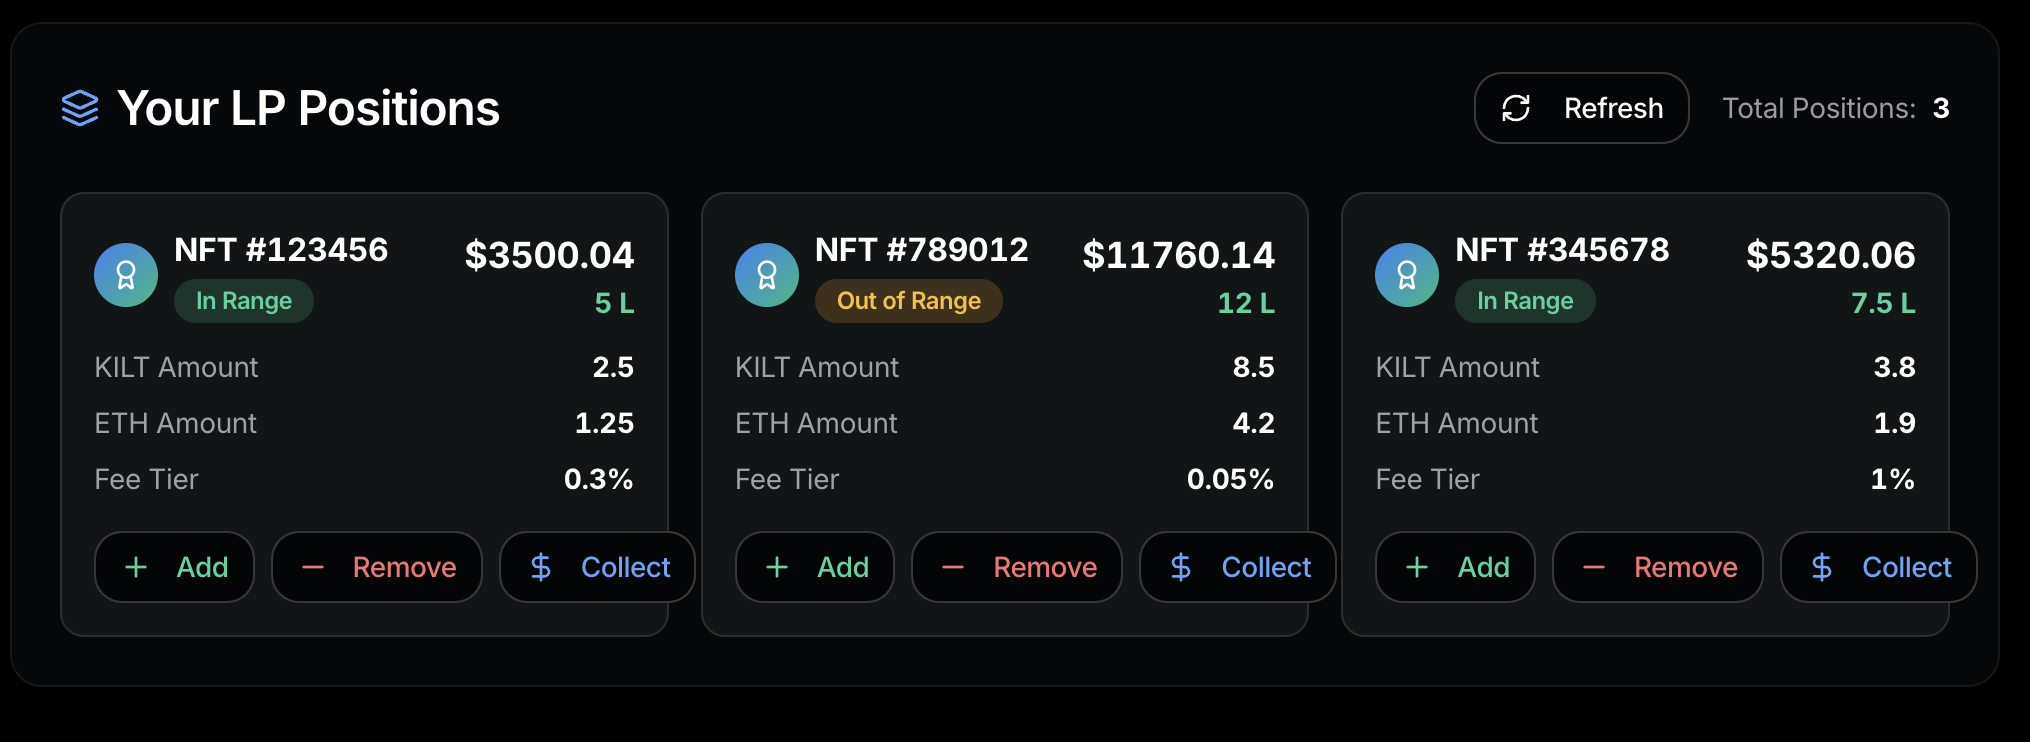 Your LP Positions
Refresh
Total Positions: 3
NFT #123456
$3500.04
In Range
5 L
KILT Amount
2.5
ETH Amount
1.25
Fee Tier
0.3%
Add
Remove
Collect
NFT #789012
$11760.14
Out of Range
12 L
KILT Amount
8.5
ETH Amount
4.2
Fee Tier
0.05%
Add
Remove
Collect
NFT #345678
$5320.06
In Range
7.5 L
KILT Amount
3.8
ETH Amount
1.9
Fee Tier
1%
Add
Remove
Collect